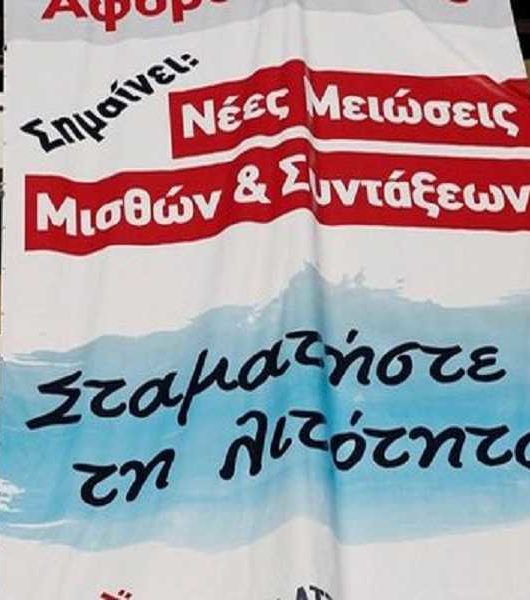 Σημαίνει:
Νέες Μειώσεις
Μισθών & Συντάξεων
Σταματήστε
τη λιτότητα